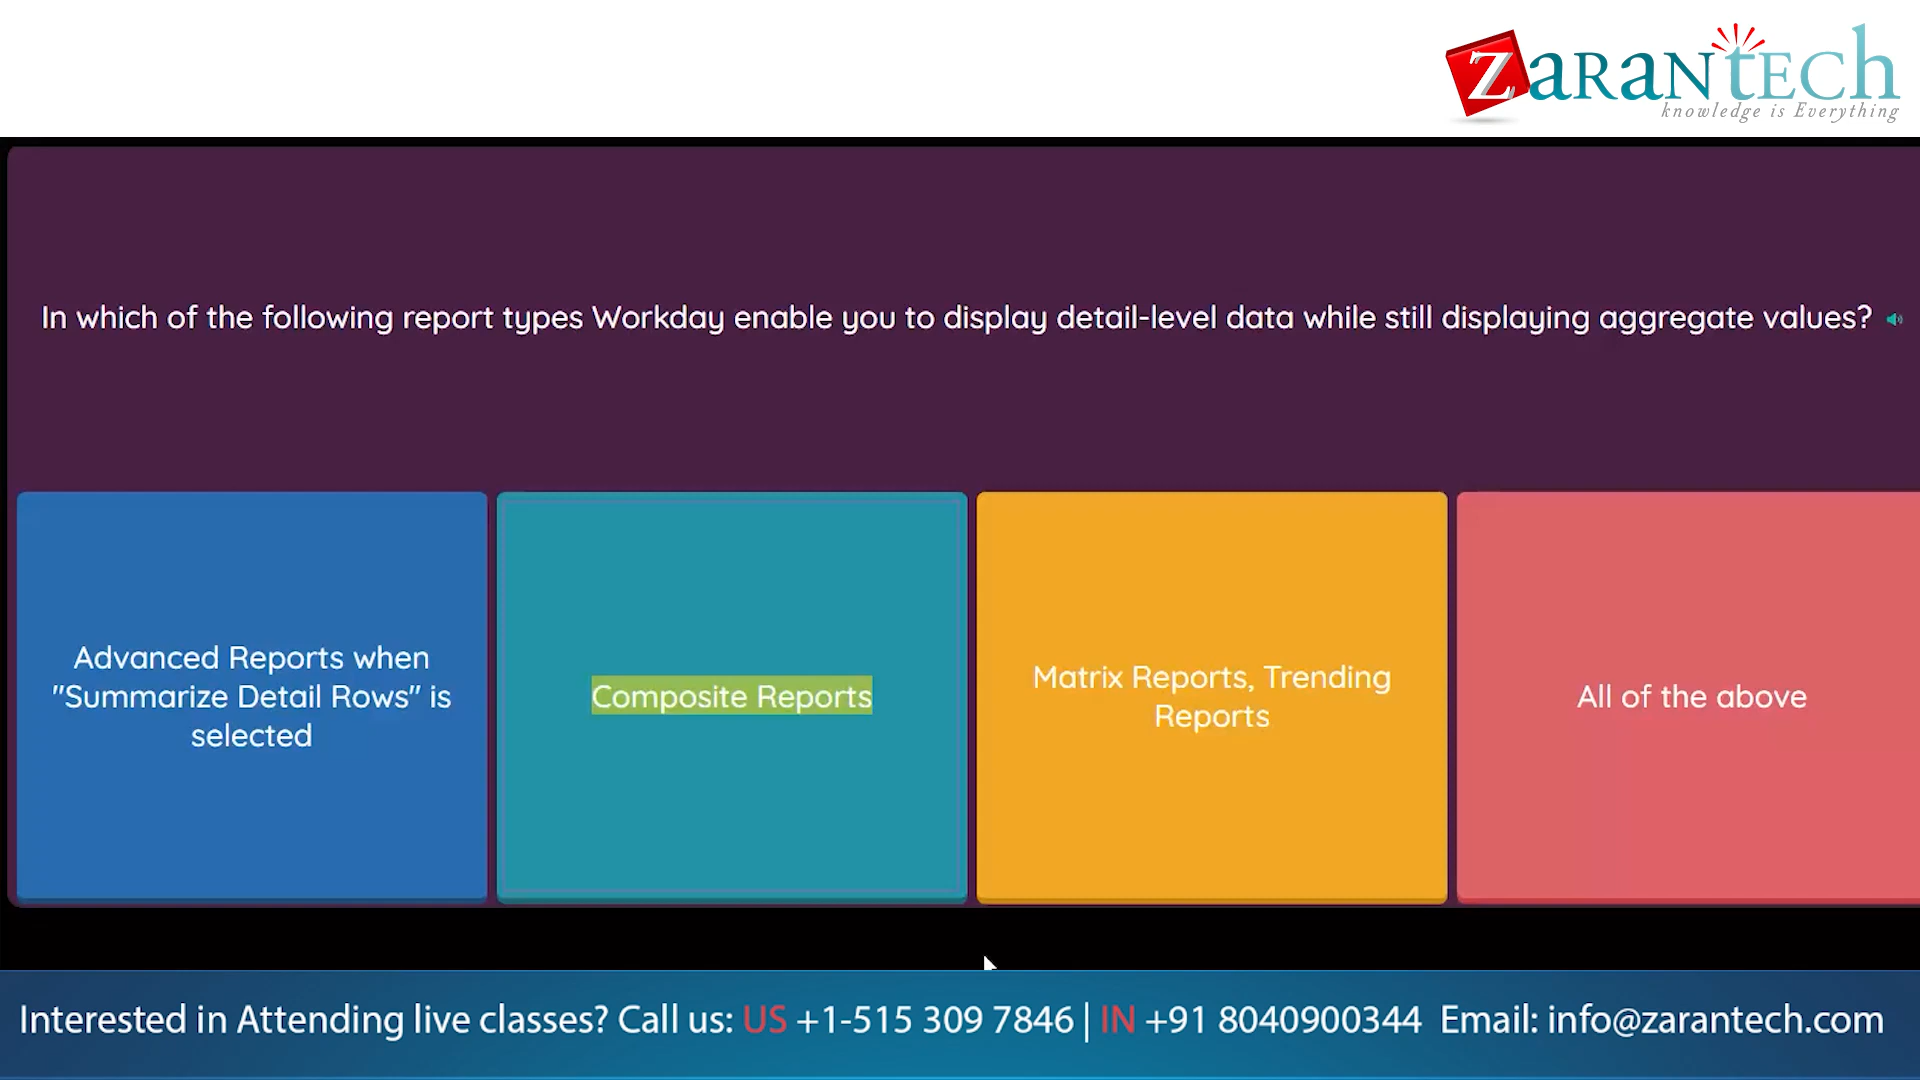 ZaranTech
knowledge is Everything
In which of the following report types Workday enable you to display detail-level data while still displaying aggregate values?
Advanced Reports when
"Summarize Detail Rows" is
selected
Composite Reports
Matrix Reports, Trending
Reports
All of the above
Interested in Attending live classes? Call us: US +1-515 309 7846 | IN +91 8040900344 Email: info@zarantech.com